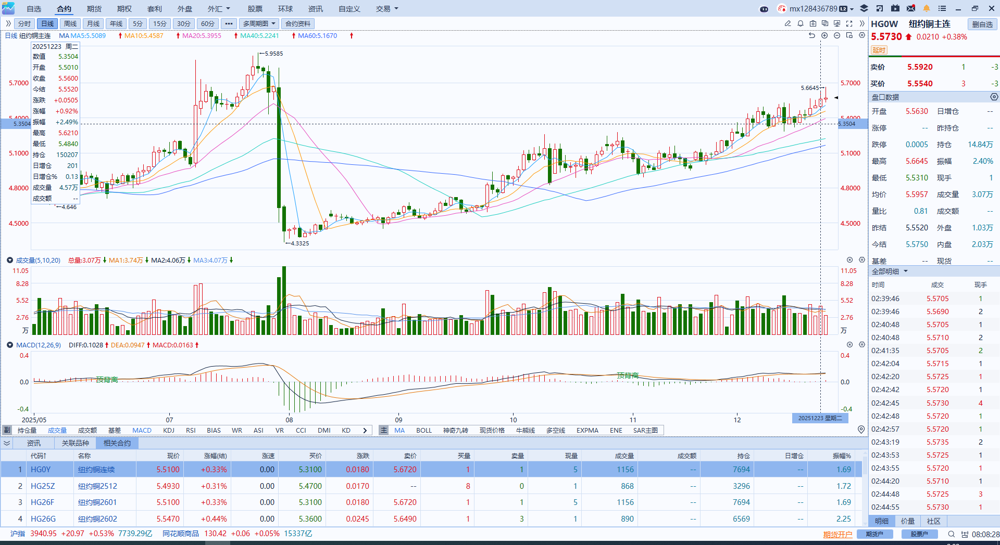 自选 合约 期货 期权 套利 外盘 外汇 股票 环球 资讯 自定义 交易 mx128436789 L2
分时 日线 周线 月线 年线 5分 15分 30分 60分 ••• 多周期图 合约资料
日线 纽约铜主连 MA MA5:5.5089 MA10:5.4587 MA20:5.3955 MA40:5.2241 MA60:5.1670
20251223 周二
数值 5.3504
开盘 5.5010
收盘 5.5600
今结 5.5520
涨跌 +0.0505
涨幅 +0.92%
振幅 +2.49%
最高 5.6210
最低 5.4840
持仓 150207
日增仓 201
日增仓% 0.13
成交量 4.57万
成交额 --
5.7000
5.4000
5.3504
5.1000
4.8000
4.5000
5.9585
5.6645
4.646
4.3325
5.7000
5.4000
5.3504
5.1000
4.8000
4.5000
成交量(5,10,20) 总量:3.07万 MA1:3.74万 MA2:4.06万 MA3:4.07万
11.05 11.05
8.28 8.28
5.52 5.52
2.76 2.76
万 万
MACD(12,26,9) DIFF:0.1028 DEA:0.0947 MACD:0.0163
0.4 0.4
顶背离 顶背离
0.0 0.0
-0.4 -0.4
2025/05 07 08 09 10 11 12 20251223 星期二
副 持仓量 成交量 成交额 基差 MACD KDJ RSI BIAS WR ASI VR CCI DMI KD 主 MA BOLL 神奇九转 现货价格 牛熊线 多空线 EXPMA ENE SAR主图
资讯 关联品种 相关合约
代码↑ 名称 现价 涨幅(结) 涨速 买价 涨跌 卖价 买量 卖量 现量 成交量 成交额 持仓 日增仓 振幅%
1 HG0Y 纽约铜连续 5.5100 +0.33% 0.00 5.3100 0.0180 5.6720 1 1 5 1156 -- 7694 -- 1.69
2 HG25Z 纽约铜2512 5.4930 +0.31% 0.00 5.4700 0.0170 -- 8 0 1 868 -- 3296 -- 1.72
3 HG26F 纽约铜2601 5.5100 +0.33% 0.00 5.3100 0.0180 5.6720 1 1 5 1156 -- 7694 -- 1.69
4 HG26G 纽约铜2602 5.5470 +0.44% 0.00 5.3600 0.0245 5.6490 1 3 1 890 -- 6569 -- 2.25
HG0W 纽约铜主连 删自选
5.5730 0.0210 +0.38%
延时
卖价 5.5920 1 -3
买价 5.5540 3 -3
盘口数据
开盘 5.5630 日增仓 --
涨停 -- 昨持仓 --
跌停 0.0005 持仓 14.84万
最高 5.6645 振幅 2.40%
最低 5.5310 现手 1
均价 5.5957 成交量 3.07万
量比 0.81 成交额 --
昨结 5.5520 外盘 1.03万
今结 5.5750 内盘 2.03万
基差 -- 现货 --
全部明细
时间 成交 现手
02:39:46 5.5705 1
02:39:46 5.5690 2
02:40:48 5.5705 1
02:40:48 5.5710 2
02:41:35 5.5705 2
02:42:04 5.5715 1
02:42:20 5.5725 1
02:42:42 5.5720 1
02:42:45 5.5730 4
02:42:48 5.5720 1
02:42:57 5.5720 1
02:43:19 5.5735 2
02:43:53 5.5725 1
02:43:55 5.5720 1
02:44:20 5.5710 1
02:44:48 5.5725 3
02:44:55 5.5730 1
明细 价量 社区
沪指 3940.95 +20.97 +0.53% 7739.29亿 同花顺商品 130.42 +0.06 +0.05% 15337亿 期货开户 期货户 股票户 08:08:28